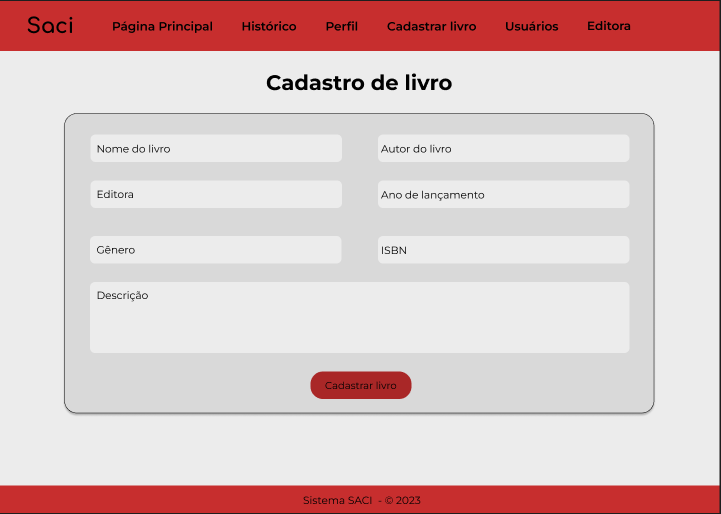 Saci Página Principal Histórico Perfil Cadastrar livro Usuários Editora
Cadastro de livro
Nome do livro Autor do livro
Editora Ano de lançamento
Gênero ISBN
Descrição
Cadastrar livro
Sistema SACI - © 2023